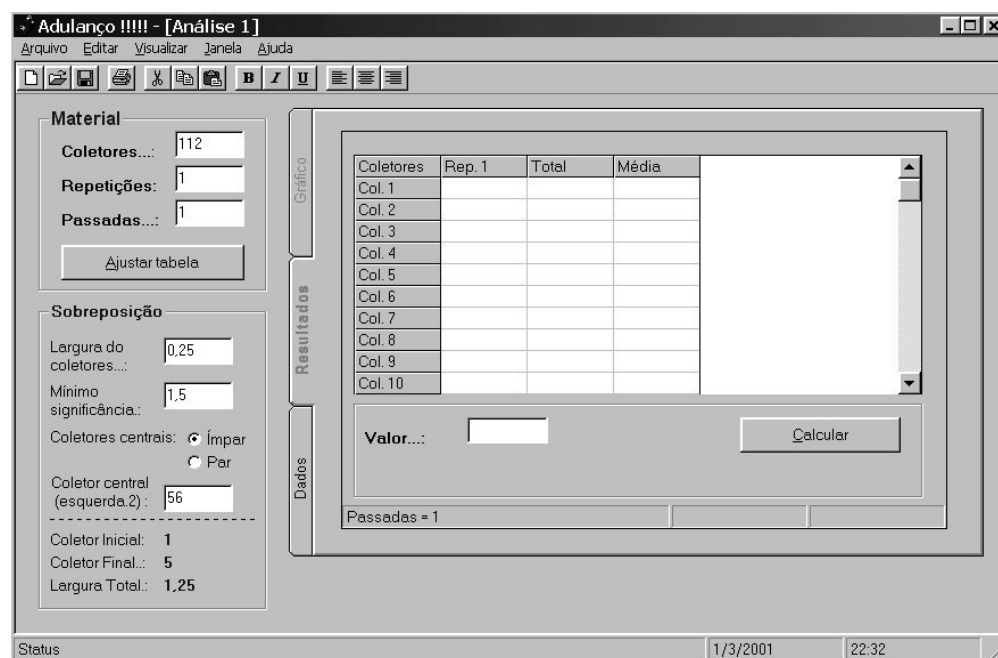 Adulanço !!!!! - [Análise 1]
Arquivo Editar Visualizar Janela Ajuda
B I U
Material
Coletores...: 112
Repetições: 1
Passadas...: 1
Ajustar tabela
Sobreposição
Largura do
coletores...: 0,25
Mínimo
significância.: 1,5
Coletores centrais: Ímpar
Par
Coletor central
(esquerda.2) : 56
Coletor Inicial: 1
Coletor Final..: 5
Largura Total.: 1,25
Gráfico
Resultados
Dados
Coletores Rep. 1 Total Média
Col. 1
Col. 2
Col. 3
Col. 4
Col. 5
Col. 6
Col. 7
Col. 8
Col. 9
Col. 10
Valor...:
Calcular
Passadas = 1
Status 1/3/2001 22:32